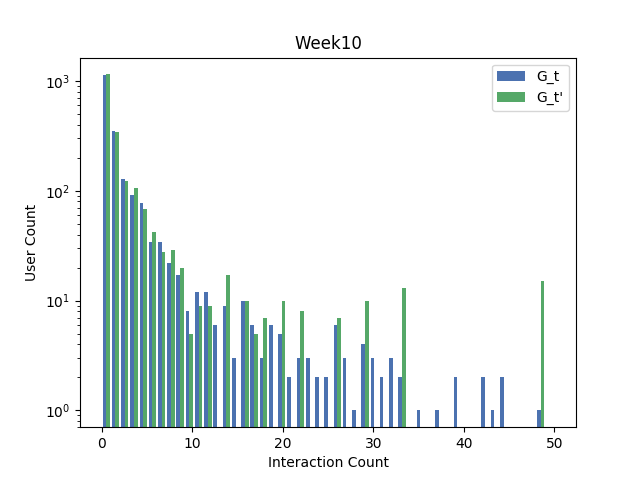 Week10
G_t
G_t'
User Count
10³
10²
10¹
10⁰
0 10 20 30 40 50
Interaction Count